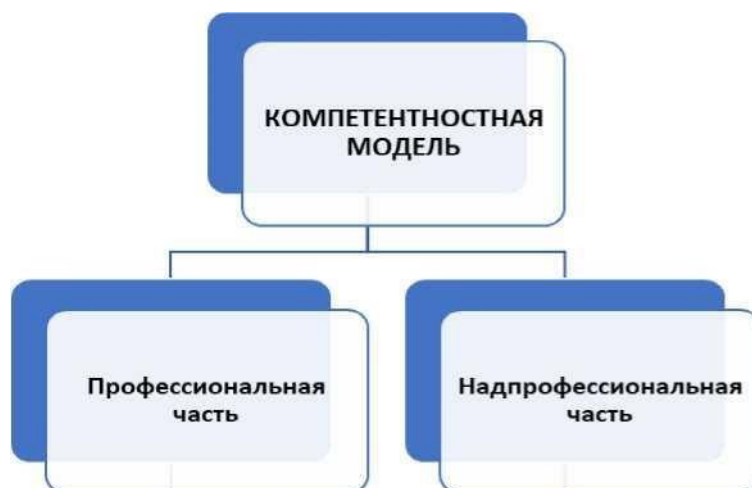 КОМПЕТЕНТНОСТНАЯ
МОДЕЛЬ
Профессиональная
часть
Надпрофессиональная
часть